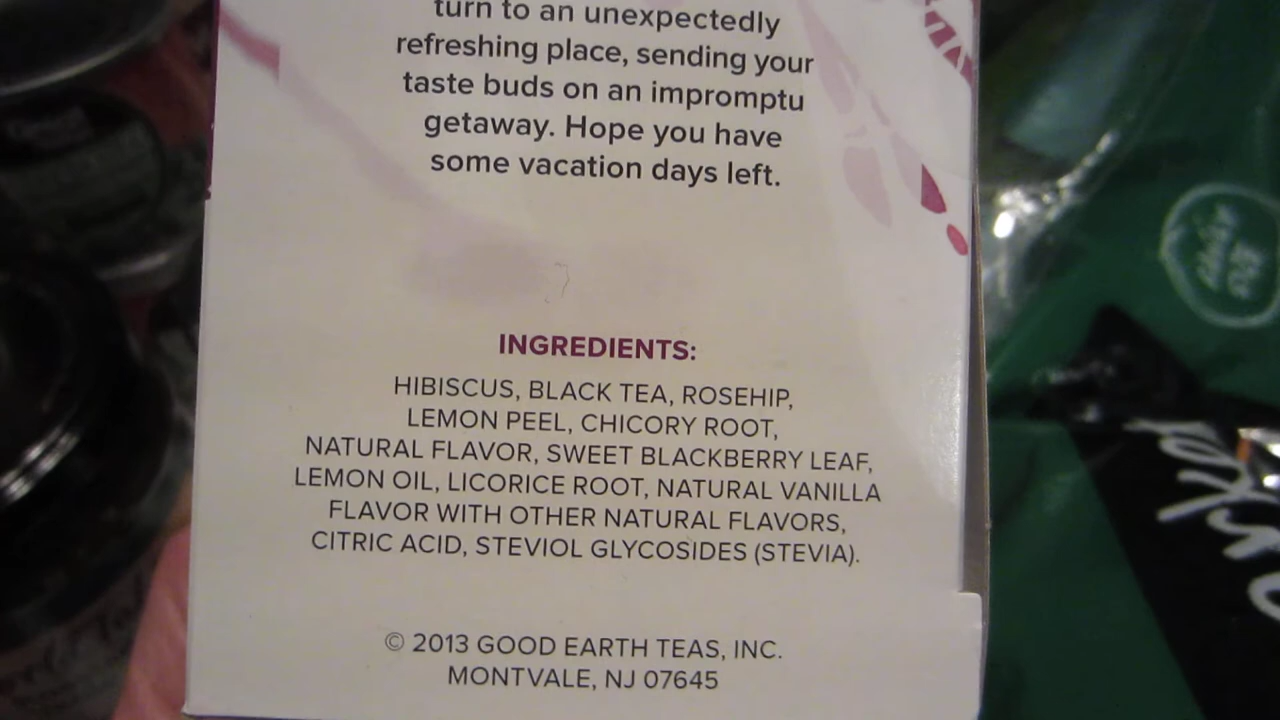 turn to an unexpectedly
refreshing place, sending your
taste buds on an impromptu
getaway. Hope you have
some vacation days left.
INGREDIENTS:
HIBISCUS, BLACK TEA, ROSEHIP,
LEMON PEEL, CHICORY ROOT,
NATURAL FLAVOR, SWEET BLACKBERRY LEAF,
LEMON OIL, LICORICE ROOT, NATURAL VANILLA
FLAVOR WITH OTHER NATURAL FLAVORS,
CITRIC ACID, STEVIOL GLYCOSIDES (STEVIA).
© 2013 GOOD EARTH TEAS, INC.
MONTVALE, NJ 07645